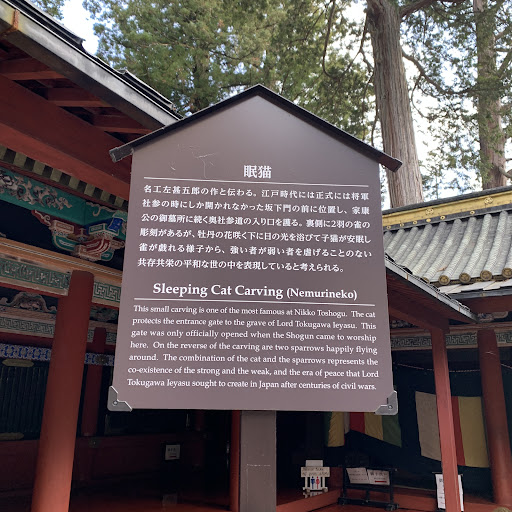 眠猫
名工左甚五郎の作と伝わる。江戸時代には正式には将軍
社参の時にしか開かれなかった坂下門の前に位置し、家康
公の御墓所に続く奥社参道の入り口を護る。裏側に2羽の雀の
彫刻があるが、牡丹の花咲く下に日の光を浴びて子猫が安眠し
雀が戯れる様子から、強い者が弱い者を虐げることのない
共存共栄の平和な世の中を表現していると考えられる。
Sleeping Cat Carving (Nemurineko)
This small carving is one of the most famous at Nikko Toshogu. The cat
protects the entrance gate to the grave of Lord Tokugawa Ieyasu. This
gate was only officially opened when the Shogun came to worship
here. On the reverse of the carving are two sparrows happily flying
around. The combination of the cat and the sparrows represents the
co-existence of the strong and the weak, and the era of peace that Lord
Tokugawa Ieyasu sought to create in Japan after centuries of civil wars.